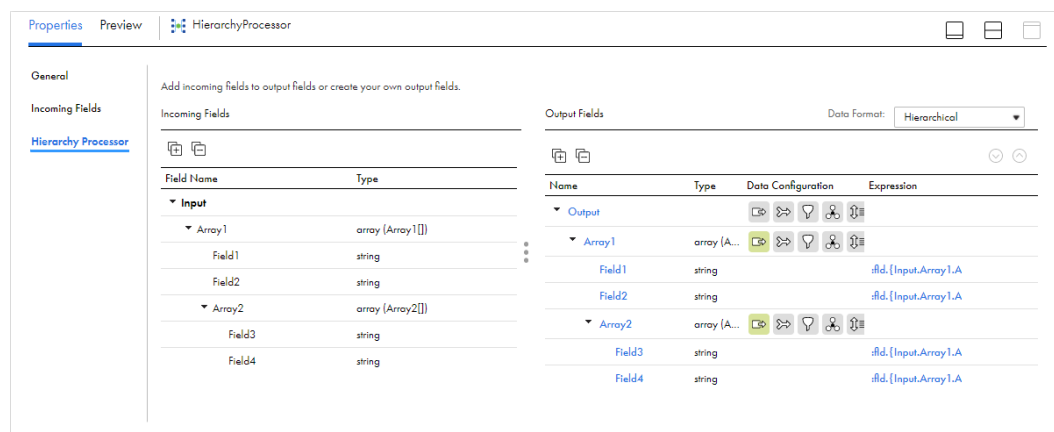 Properties Preview HierarchyProcessor
General
Incoming Fields
Hierarchy Processor
Add incoming fields to output fields or create your own output fields.
Incoming Fields
Field Name Type
Input
Array1 array (Array1[])
Field1 string
Field2 string
Array2 array (Array2[])
Field3 string
Field4 string
Output Fields Data Format: Hierarchical
Name Type Data Configuration Expression
Output
Array1 array (A...
Field1 string :fld.{Input.Array1.A
Field2 string :fld.{Input.Array1.A
Array2 array (A...
Field3 string :fld.{Input.Array1.A
Field4 string :fld.{Input.Array1.A